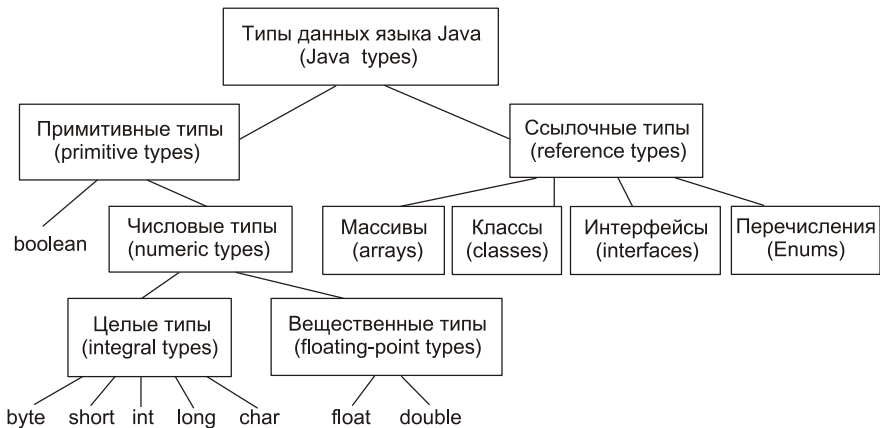 Типы данных языка Java
(Java types)
Примитивные типы
(primitive types)
Ссылочные типы
(reference types)
boolean
Числовые типы
(numeric types)
Массивы
(arrays)
Классы
(classes)
Интерфейсы
(interfaces)
Перечисления
(Enums)
Целые типы
(integral types)
Вещественные типы
(floating-point types)
byte short int long char float double